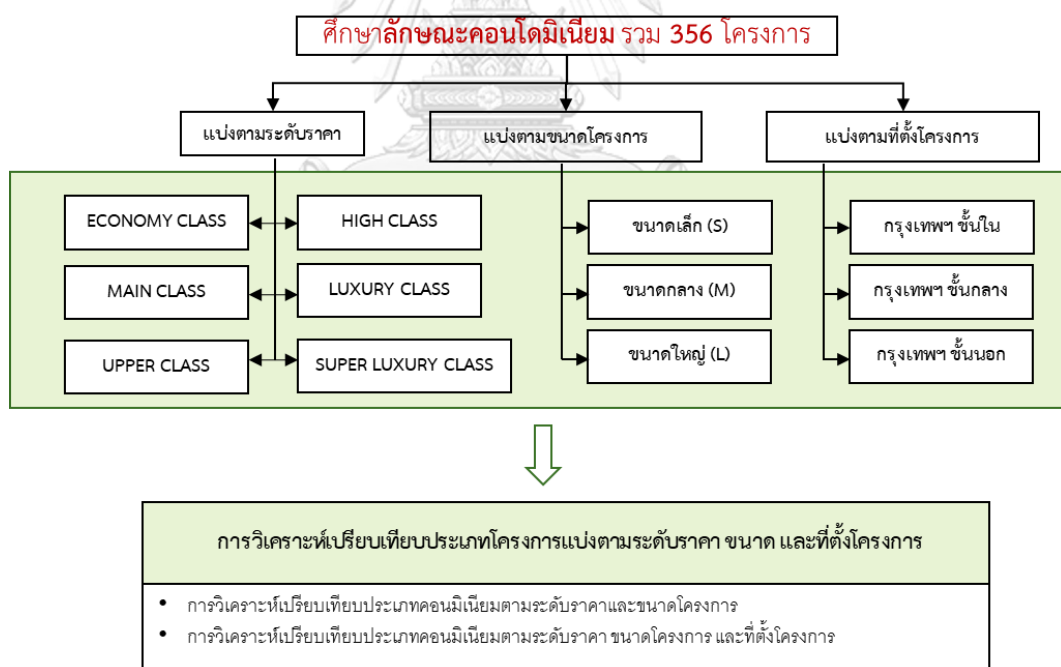 ศึกษาลักษณะคอนโดมิเนียม รวม 356 โครงการ
แบ่งตามระดับราคา
แบ่งตามขนาดโครงการ
แบ่งตามที่ตั้งโครงการ
ECONOMY CLASS
HIGH CLASS
MAIN CLASS
LUXURY CLASS
UPPER CLASS
SUPER LUXURY CLASS
ขนาดเล็ก (S)
ขนาดกลาง (M)
ขนาดใหญ่ (L)
กรุงเทพฯ ชั้นใน
กรุงเทพฯ ชั้นกลาง
กรุงเทพฯ ชั้นนอก
การวิเคราะห์เปรียบเทียบประเภทโครงการแบ่งตามระดับราคา ขนาด และที่ตั้งโครงการ
• การวิเคราะห์เปรียบเทียบประเภทคอนมิเนียมตามระดับราคาและขนาดโครงการ
• การวิเคราะห์เปรียบเทียบประเภทคอนมิเนียมตามระดับราคา ขนาดโครงการ และที่ตั้งโครงการ